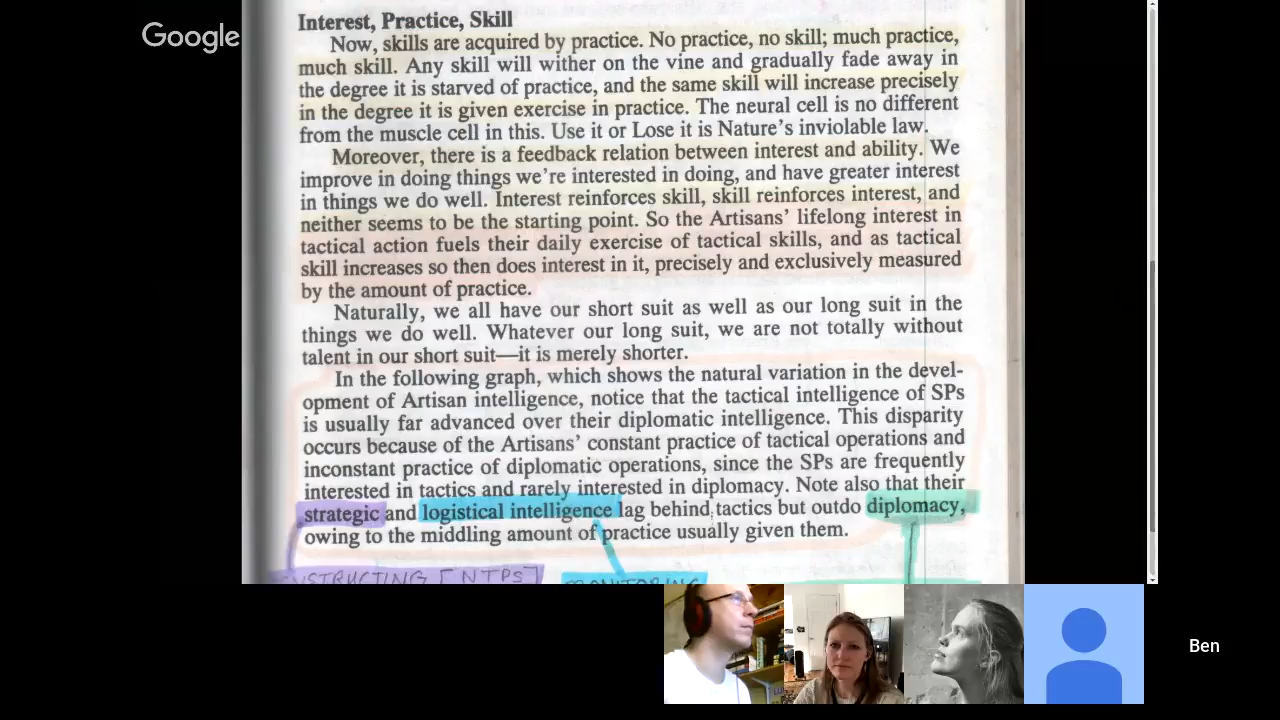 Google
Interest, Practice, Skill
Now, skills are acquired by practice. No practice, no skill; much practice,
much skill. Any skill will wither on the vine and gradually fade away in
the degree it is starved of practice, and the same skill will increase precisely
in the degree it is given exercise in practice. The neural cell is no different
from the muscle cell in this. Use it or Lose it is Nature's inviolable law.
Moreover, there is a feedback relation between interest and ability. We
improve in doing things we're interested in doing, and have greater interest
in things we do well. Interest reinforces skill, skill reinforces interest, and
neither seems to be the starting point. So the Artisans' lifelong interest in
tactical action fuels their daily exercise of tactical skills, and as tactical
skill increases so then does interest in it, precisely and exclusively measured
by the amount of practice.
Naturally, we all have our short suit as well as our long suit in the
things we do well. Whatever our long suit, we are not totally without
talent in our short suit—it is merely shorter.
In the following graph, which shows the natural variation in the devel-
opment of Artisan intelligence, notice that the tactical intelligence of SPs
is usually far advanced over their diplomatic intelligence. This disparity
occurs because of the Artisans' constant practice of tactical operations and
inconstant practice of diplomatic operations, since the SPs are frequently
interested in tactics and rarely interested in diplomacy. Note also that their
strategic and logistical intelligence lag behind tactics but outdo diplomacy,
owing to the middling amount of practice usually given them.
NSTRUCTING [NTPs] MONITORING
Ben